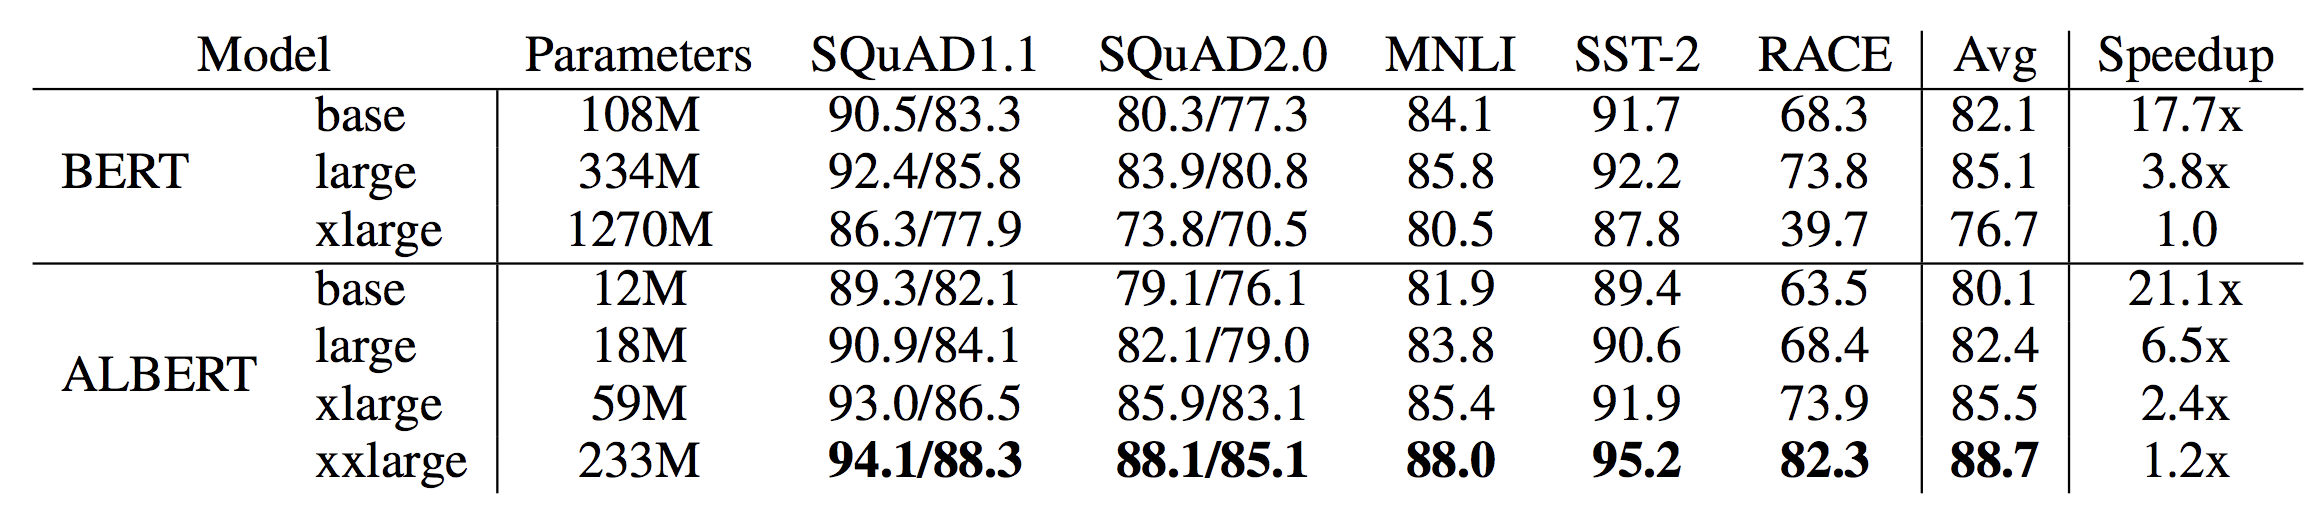 Model Parameters SQuAD1.1 SQuAD2.0 MNLI SST-2 RACE Avg Speedup
base 108M 90.5/83.3 80.3/77.3 84.1 91.7 68.3 82.1 17.7x
BERT large 334M 92.4/85.8 83.9/80.8 85.8 92.2 73.8 85.1 3.8x
xlarge 1270M 86.3/77.9 73.8/70.5 80.5 87.8 39.7 76.7 1.0
base 12M 89.3/82.1 79.1/76.1 81.9 89.4 63.5 80.1 21.1x
ALBERT large 18M 90.9/84.1 82.1/79.0 83.8 90.6 68.4 82.4 6.5x
xlarge 59M 93.0/86.5 85.9/83.1 85.4 91.9 73.9 85.5 2.4x
xxlarge 233M 94.1/88.3 88.1/85.1 88.0 95.2 82.3 88.7 1.2x